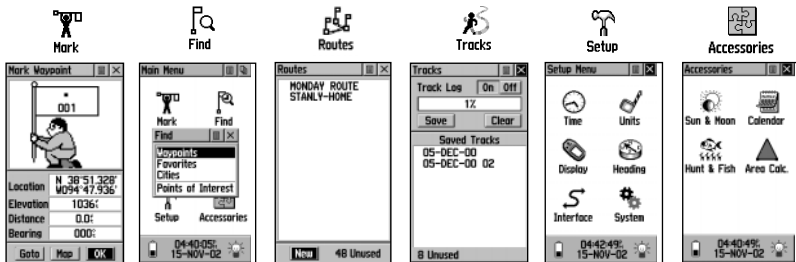 Mark
Find
Routes
Tracks
Setup
Accessories
Mark Waypoint
001
Location
N 38°51.328'
W094°47.936'
Elevation
1036
Distance
0.0
Bearing
000
Goto
Map
OK
Main Menu
Mark
Find
Find
Waypoints
Favorites
Cities
Points of Interest
Setup
Accessories
04:40:05
15-NOV-02
Routes
MONDAY ROUTE
STANLY-HOME
New
48 Unused
Tracks
Track Log
On
Off
1%
Save
Clear
Saved Tracks
05-DEC-00
05-DEC-00 02
8 Unused
Setup Menu
Time
Units
Display
Heading
Interface
System
04:42:49
15-NOV-02
Accessories
Sun & Moon
Calendar
Hunt & Fish
Area Calc.
04:40:49
15-NOV-02